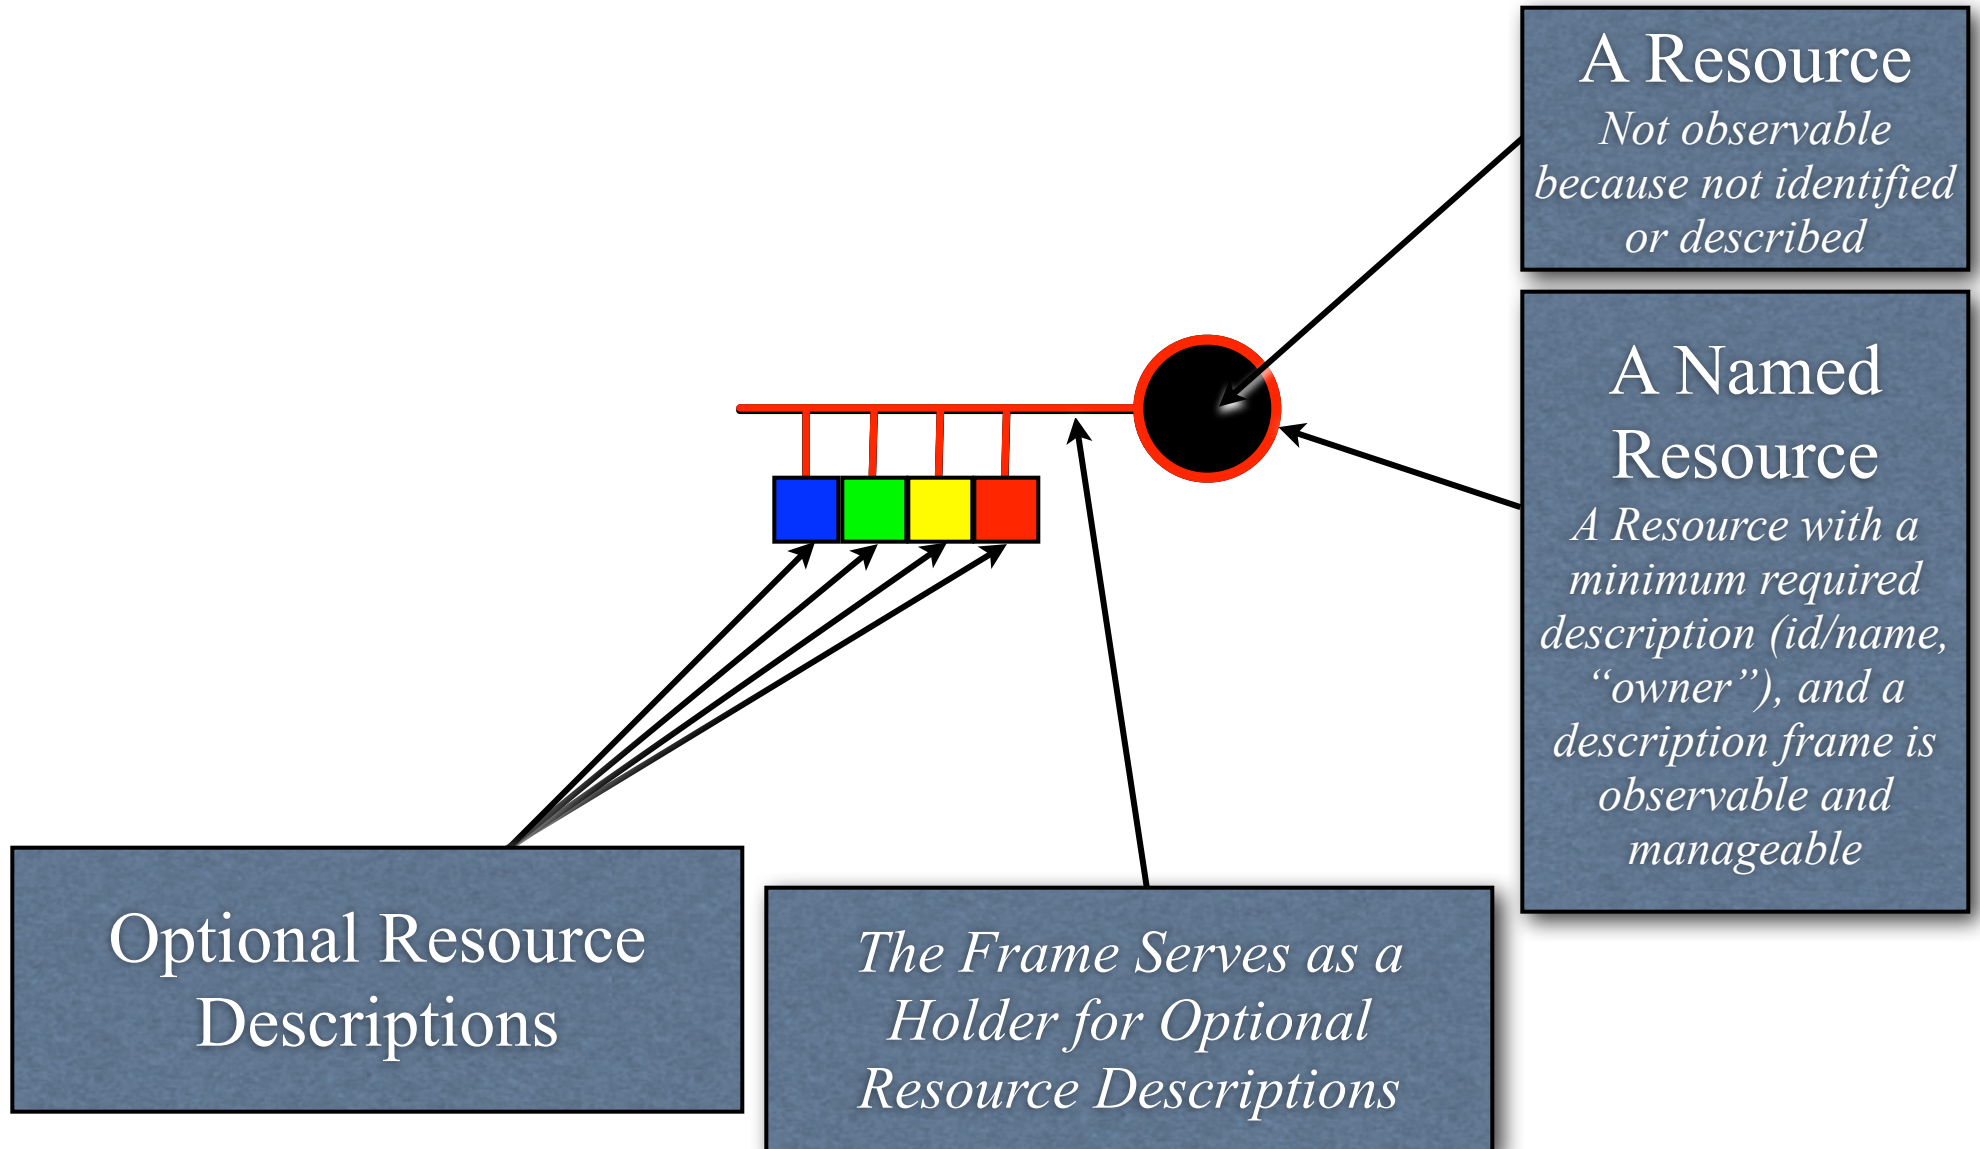 A Resource
Not observable
because not identified
or described
A Named
Resource
A Resource with a
minimum required
description (id/name,
“owner”), and a
description frame is
observable and
manageable
Optional Resource
Descriptions
The Frame Serves as a
Holder for Optional
Resource Descriptions